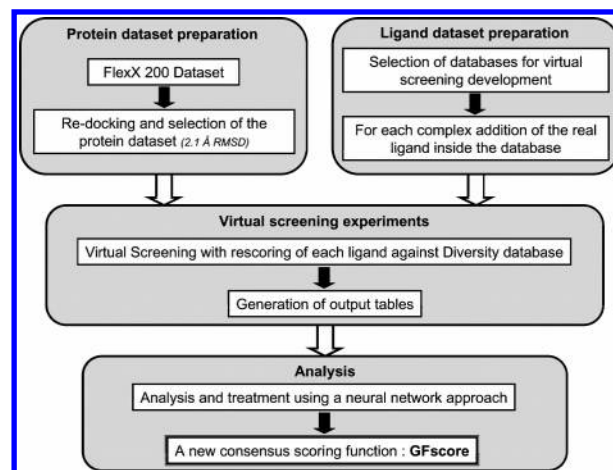 Protein dataset preparation
FlexX 200 Dataset
Re-docking and selection of the
protein dataset (2.1 Å RMSD)
Ligand dataset preparation
Selection of databases for virtual
screening development
For each complex addition of the real
ligand inside the database
Virtual screening experiments
Virtual Screening with rescoring of each ligand against Diversity database
Generation of output tables
Analysis
Analysis and treatment using a neural network approach
A new consensus scoring function : GFscore